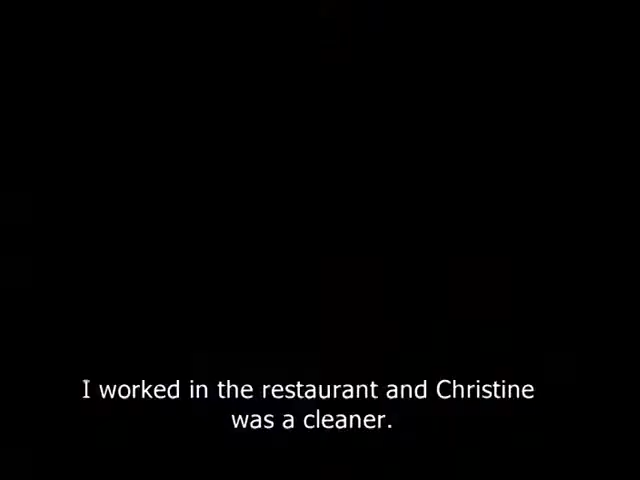 I worked in the restaurant and Christine
was a cleaner.